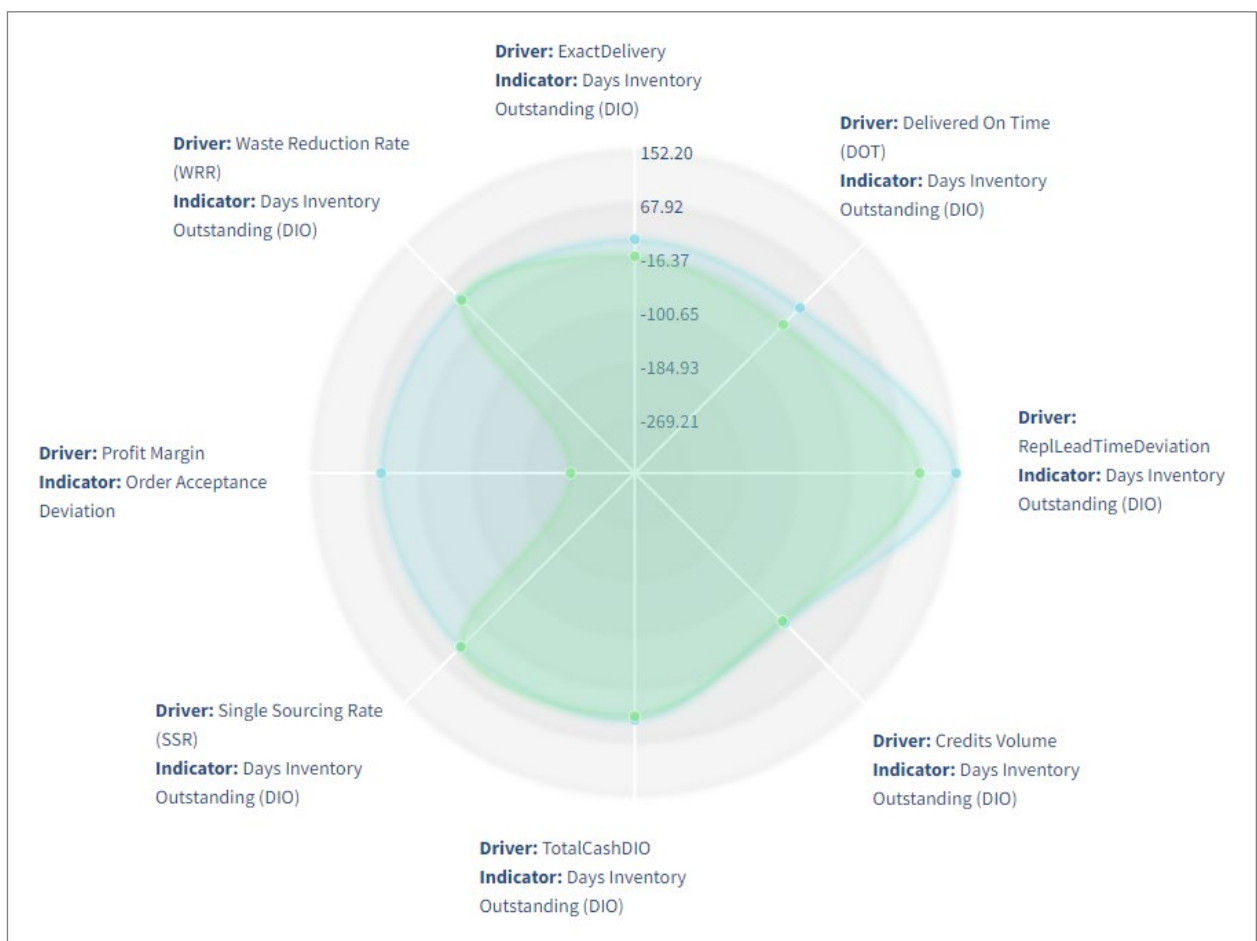 Driver: ExactDelivery
Indicator: Days Inventory
Outstanding (DIO)
Driver: Delivered On Time
(DOT)
Indicator: Days Inventory
Outstanding (DIO)
Driver: Waste Reduction Rate
(WRR)
Indicator: Days Inventory
Outstanding (DIO)
152.20
67.92
-16.37
-100.65
-184.93
-269.21
Driver:
ReplLeadTimeDeviation
Indicator: Days Inventory
Outstanding (DIO)
Driver: Profit Margin
Indicator: Order Acceptance
Deviation
Driver: Single Sourcing Rate
(SSR)
Indicator: Days Inventory
Outstanding (DIO)
Driver: Credits Volume
Indicator: Days Inventory
Outstanding (DIO)
Driver: TotalCashDIO
Indicator: Days Inventory
Outstanding (DIO)